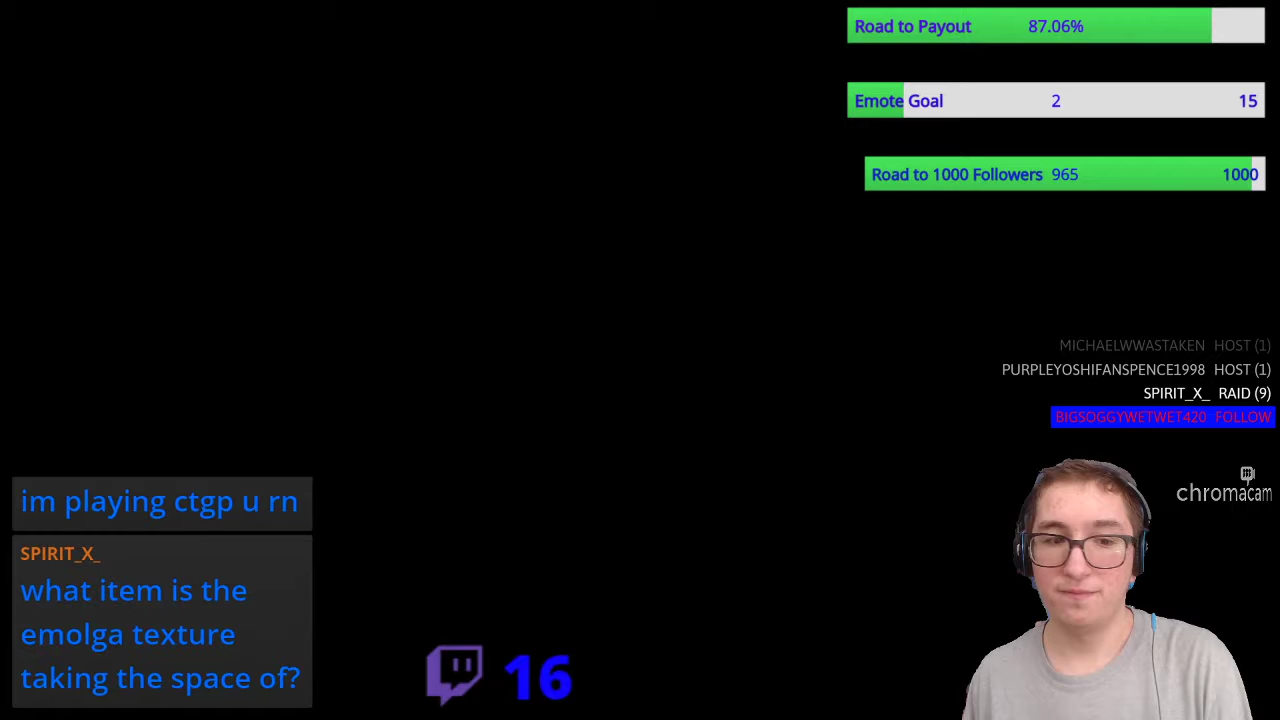 Road to Payout 87.06%
Emote Goal 2 15
Road to 1000 Followers 965 1000
MICHAELWWASTAKEN HOST (1)
PURPLEYOSHIFANSPENCE1998 HOST (1)
SPIRIT_X_ RAID (9)
BIGSOGGYWETWET420 FOLLOW
chromacam
im playing ctgp u rn
SPIRIT_X_
what item is the
emolga texture
taking the space of?
16